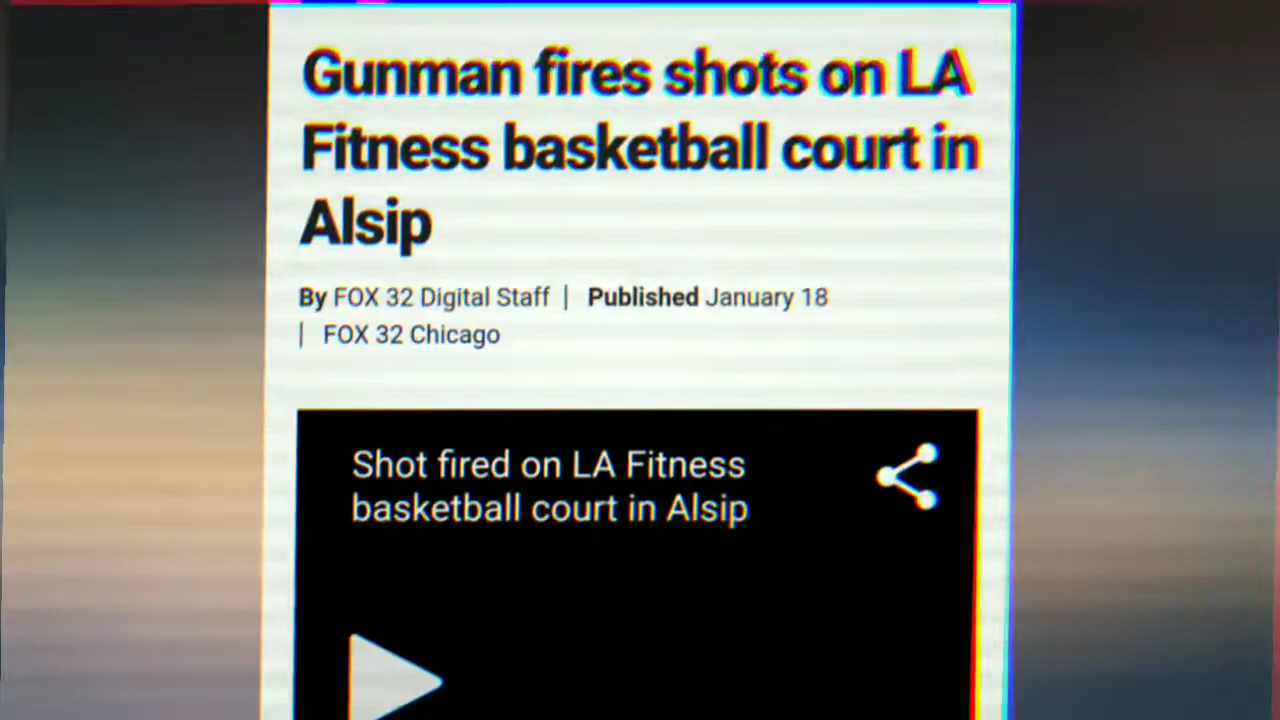 Gunman fires shots on LA
Fitness basketball court in
Alsip
By FOX 32 Digital Staff | Published January 18
| FOX 32 Chicago
Shot fired on LA Fitness
basketball court in Alsip